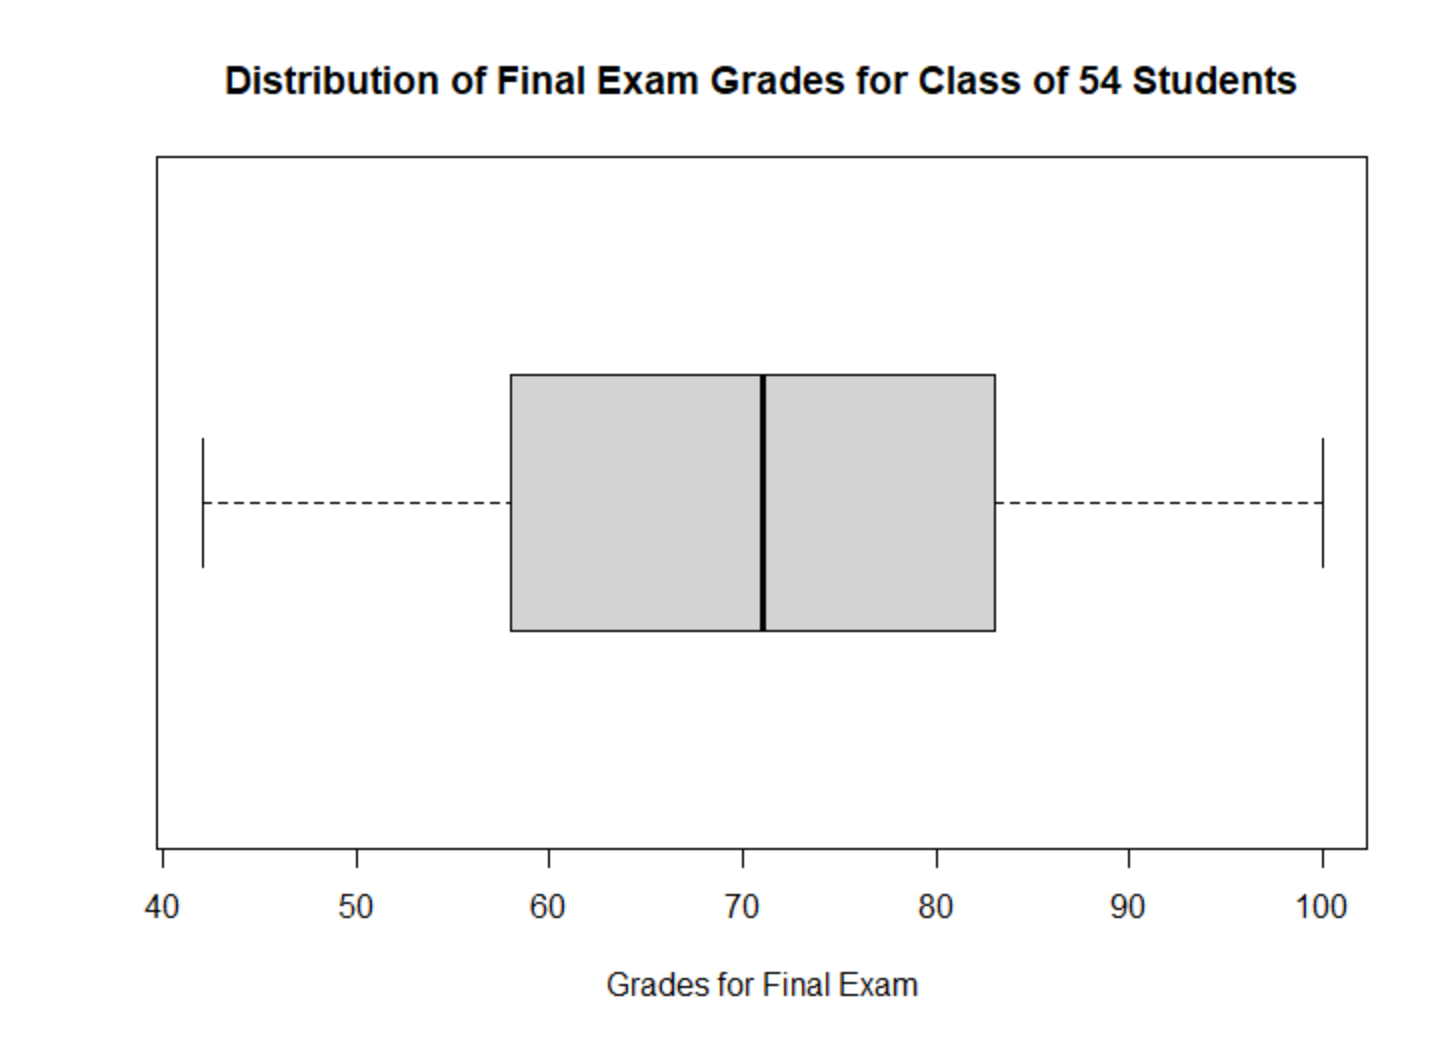 Distribution of Final Exam Grades for Class of 54 Students
40 50 60 70 80 90 100
Grades for Final Exam